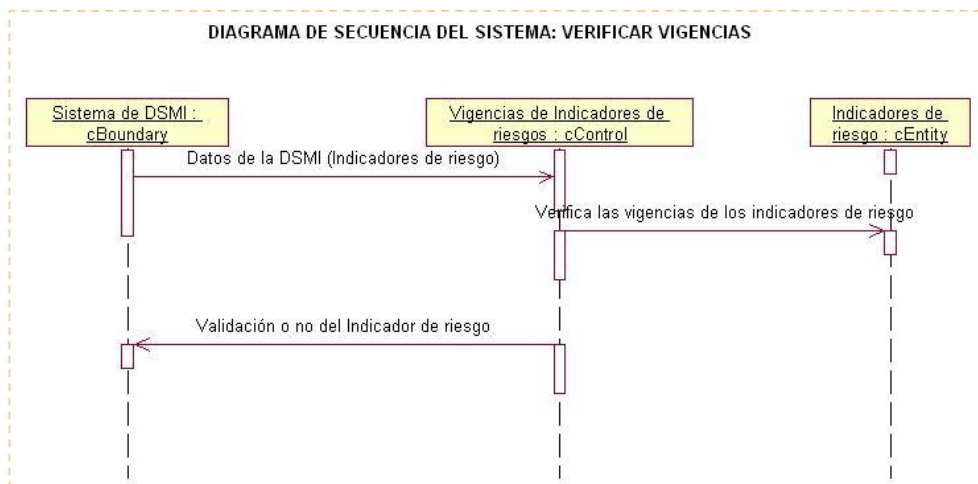 DIAGRAMA DE SECUENCIA DEL SISTEMA: VERIFICAR VIGENCIAS
Sistema de DSMI :
cBoundary
Vigencias de Indicadores de
riesgos : cControl
Indicadores de
riesgo : cEntity
Datos de la DSMI (Indicadores de riesgo)
Verifica las vigencias de los indicadores de riesgo
Validación o no del Indicador de riesgo